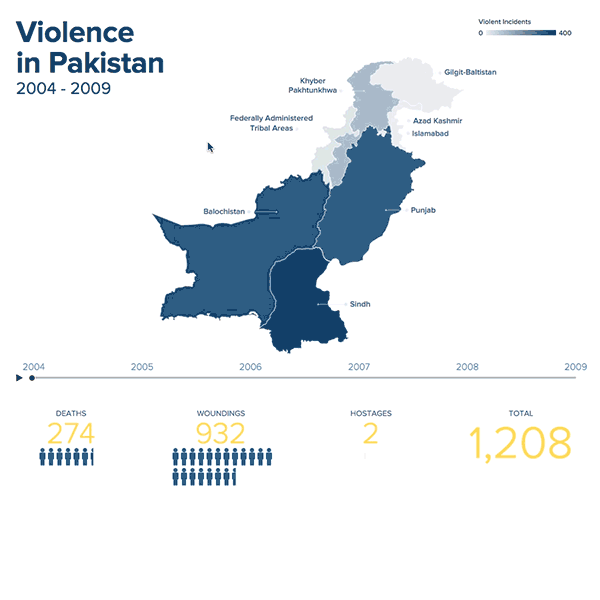 Violence
in Pakistan
2004 - 2009
Violent Incidents
0 400
Gilgit-Baltistan
Khyber
Pakhtunkhwa
Federally Administered
Tribal Areas
Azad Kashmir
Islamabad
Balochistan
Punjab
Sindh
2004 2005 2006 2007 2008 2009
DEATHS WOUNDINGS HOSTAGES TOTAL
274 932 2 1,208